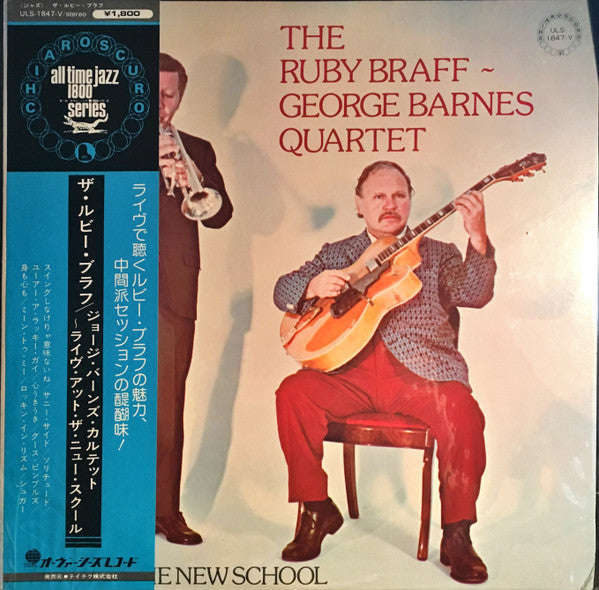 (ジャズ) ザ・ルビー・ブラフ
ULS-1847-V/stereo ¥1,800
CHIAROSCURO
all time jazz
1800
series
ライヴで聴くルビー・ブラフの魅力、
中間派セッションの醍醐味!
ザ・ルビー・ブラフ/ジョージ・バーンズ・カルテット
~ライヴ・アット・ザ・ニュー・スクール
スイングしなけりゃ意味ないね/サニー・サイド/ソリチュード/
ユーアー・ア・ラッキー・ガイ/心うきうき/グース・ピンプルス
身も心も/ミーン・トゥ・ミー/ロッキン・イン・リズム/シュガー
オーヴァーシーズレコード
発売元■テイチク株式会社
THE
RUBY BRAFF ~
GEORGE BARNES
QUARTET
ULS-
1847-V
HE NEW SCHOOL